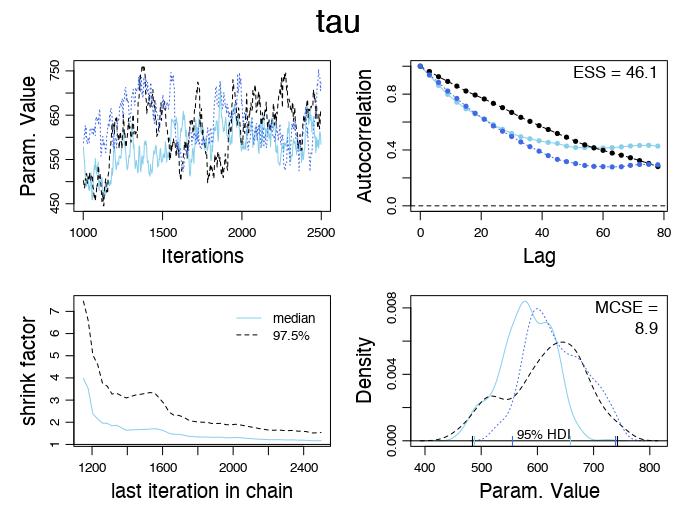 tau
Param. Value
450 550 650 750
1000 1500 2000 2500
Iterations
Autocorrelation
0.0 0.4 0.8
ESS = 46.1
0 20 40 60 80
Lag
shrink factor
1 2 3 4 5 6 7
median
97.5%
1200 1600 2000 2400
last iteration in chain
Density
0.000 0.004 0.008
MCSE =
8.9
95% HDI
400 500 600 700 800
Param. Value